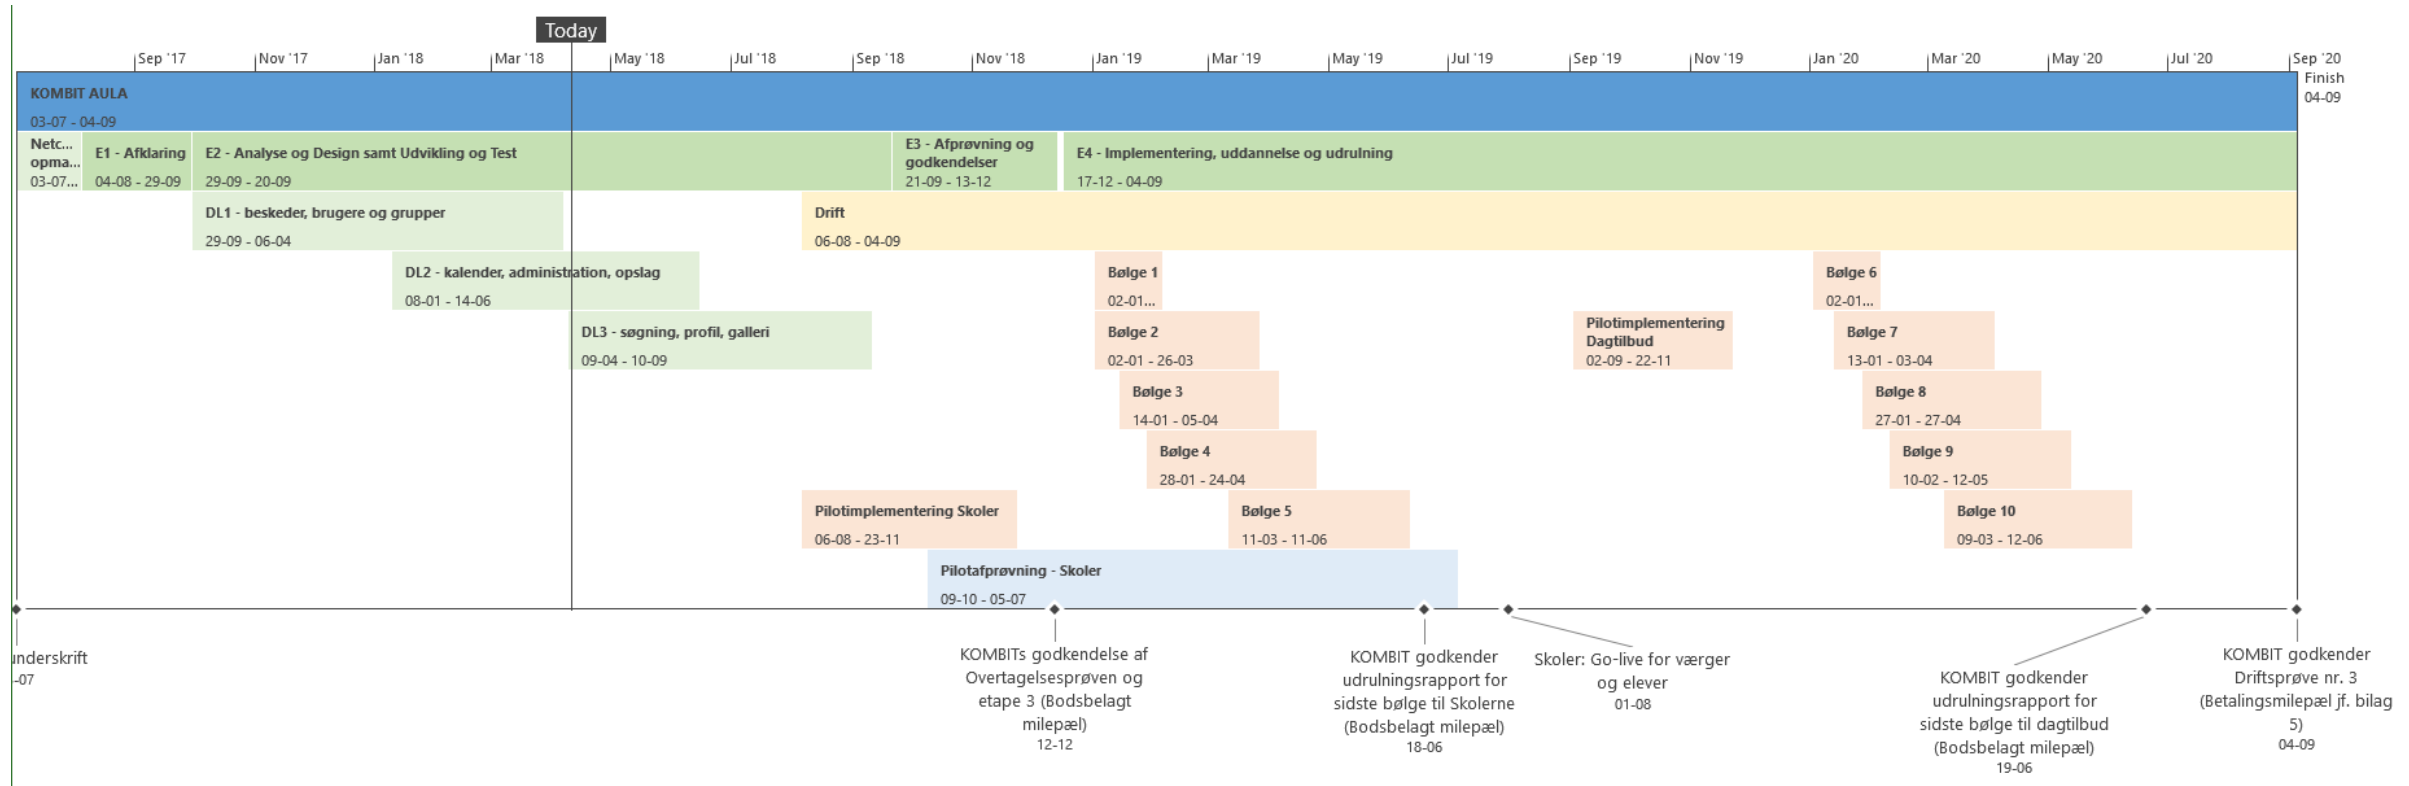 Today
Sep '17
Nov '17
Jan '18
Mar '18
May '18
Jul '18
Sep '18
Nov '18
Jan '19
Mar '19
May '19
Jul '19
Sep '19
Nov '19
Jan '20
Mar '20
May '20
Jul '20
Sep '20
Finish
04-09
KOMBIT AULA
03-07 - 04-09
Netc...
opma...
03-07...
E1 - Afklaring
04-08 - 29-09
E2 - Analyse og Design samt Udvikling og Test
29-09 - 20-09
E3 - Afprøvning og
godkendelser
21-09 - 13-12
E4 - Implementering, uddannelse og udrulning
17-12 - 04-09
DL1 - beskeder, brugere og grupper
29-09 - 06-04
Drift
06-08 - 04-09
DL2 - kalender, administration, opslag
08-01 - 14-06
Bølge 1
02-01...
Bølge 6
02-01...
DL3 - søgning, profil, galleri
09-04 - 10-09
Bølge 2
02-01 - 26-03
Pilotimplementering
Dagtilbud
02-09 - 22-11
Bølge 7
13-01 - 03-04
Bølge 3
14-01 - 05-04
Bølge 8
27-01 - 27-04
Bølge 4
28-01 - 24-04
Bølge 9
10-02 - 12-05
Pilotimplementering Skoler
06-08 - 23-11
Bølge 5
11-03 - 11-06
Bølge 10
09-03 - 12-06
Pilotafprøvning - Skoler
09-10 - 05-07
underskrift
-07
KOMBITs godkendelse af
Overtagelsesprøven og
etape 3 (Bodsbelagt
milepæl)
12-12
KOMBIT godkender
udrulningsrapport for
sidste bølge til Skolerne
(Bodsbelagt milepæl)
18-06
Skoler: Go-live for værger
og elever
01-08
KOMBIT godkender
udrulningsrapport for
sidste bølge til dagtilbud
(Bodsbelagt milepæl)
19-06
KOMBIT godkender
Driftsprøve nr. 3
(Betalingsmilepæl jf. bilag
5)
04-09